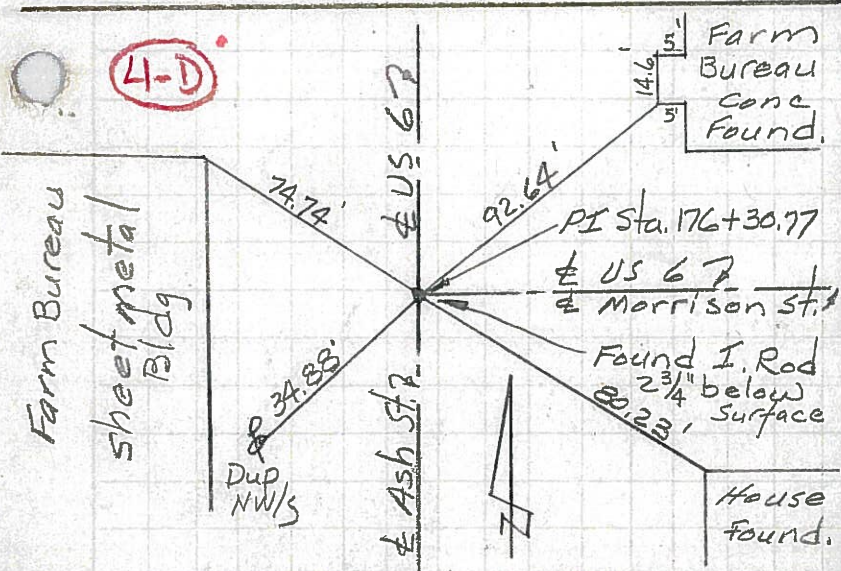 4-D
Farm Bureau
sheet metal
Bldg
74.74'
34.88'
Dup
NW/s
℄ US. 6
℄ Ash St.
92.64'
14.6'
5'
5'
Farm
Bureau
Conc
Found.
PI Sta. 176+30.77
℄ US 6
℄ Morrison St.
Found I. Rod
2 3/4" below
Surface
80.23'
House
Found.